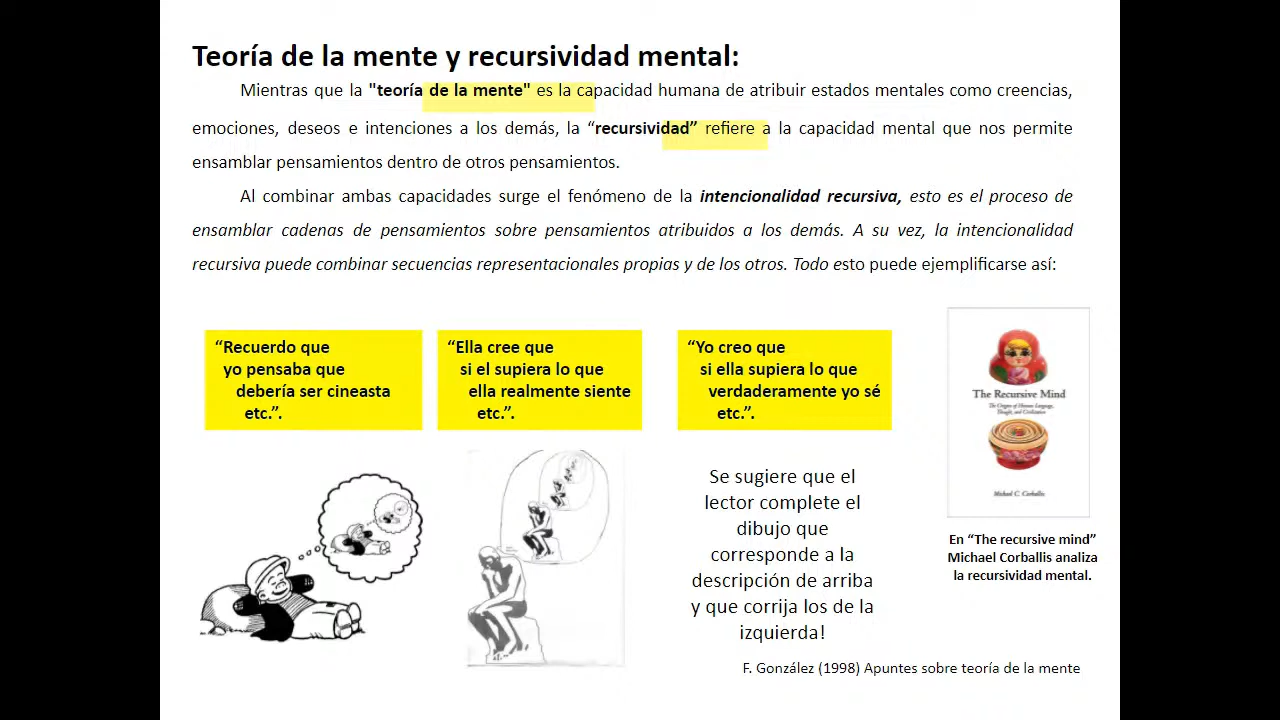 Teoría de la mente y recursividad mental:
Mientras que la "teoría de la mente" es la capacidad humana de atribuir estados mentales como creencias,
emociones, deseos e intenciones a los demás, la “recursividad” refiere a la capacidad mental que nos permite
ensamblar pensamientos dentro de otros pensamientos.
Al combinar ambas capacidades surge el fenómeno de la intencionalidad recursiva, esto es el proceso de
ensamblar cadenas de pensamientos sobre pensamientos atribuidos a los demás. A su vez, la intencionalidad
recursiva puede combinar secuencias representacionales propias y de los otros. Todo esto puede ejemplificarse así:
“Recuerdo que
yo pensaba que
debería ser cineasta
etc.”.
“Ella cree que
si el supiera lo que
ella realmente siente
etc.”.
“Yo creo que
si ella supiera lo que
verdaderamente yo sé
etc.”.
Se sugiere que el
lector complete el
dibujo que
corresponde a la
descripción de arriba
y que corrija los de la
izquierda!
The Recursive Mind
The Origins of Human Language,
Thought, and Civilization
Michael C. Corballis
En “The recursive mind”
Michael Corballis analiza
la recursividad mental.
F. González (1998) Apuntes sobre teoría de la mente